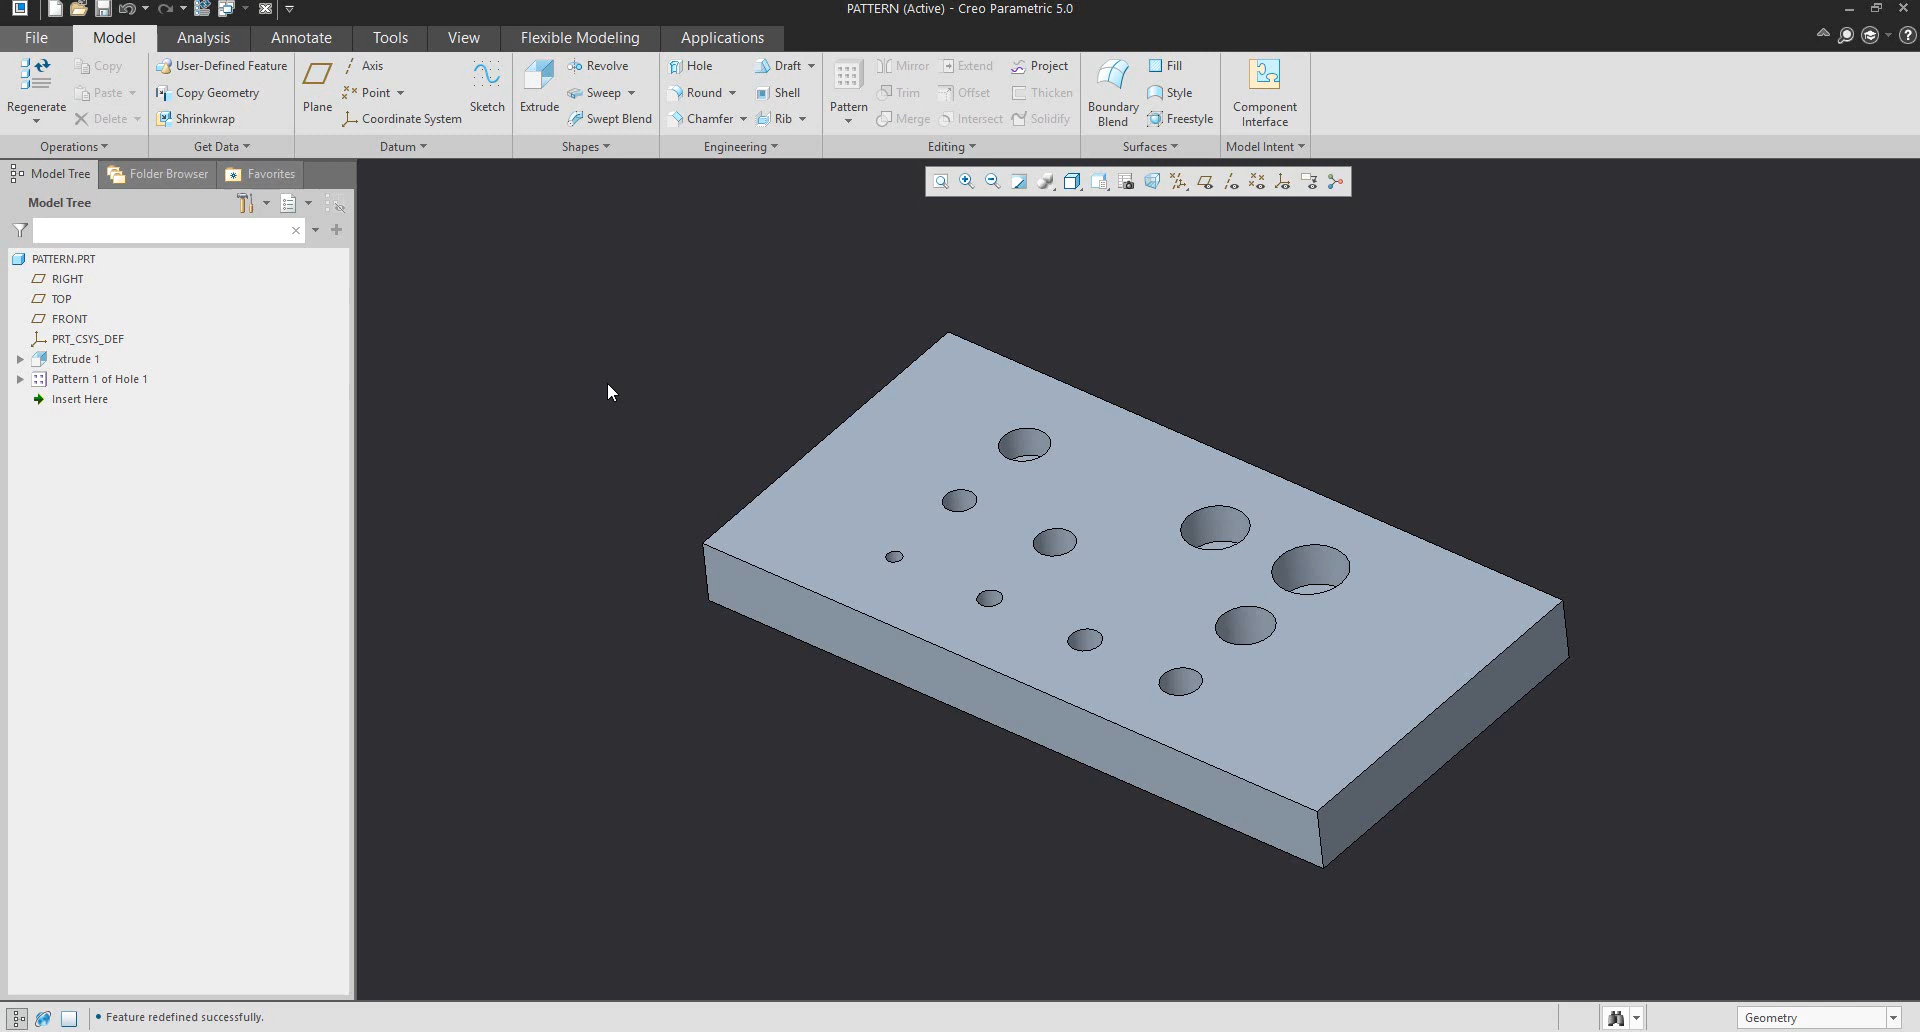 PATTERN (Active) - Creo Parametric 5.0
File Model Analysis Annotate Tools View Flexible Modeling Applications
Regenerate
Copy
Paste
Delete
Operations
User-Defined Feature
Copy Geometry
Shrinkwrap
Get Data
Plane
Axis
Point
Coordinate System
Sketch
Datum
Extrude
Revolve
Sweep
Swept Blend
Shapes
Hole
Round
Chamfer
Draft
Shell
Rib
Engineering
Pattern
Mirror
Trim
Merge
Extend
Offset
Intersect
Project
Thicken
Solidify
Editing
Boundary
Blend
Fill
Style
Freestyle
Surfaces
Component
Interface
Model Intent
Model Tree Folder Browser Favorites
Model Tree
PATTERN.PRT
RIGHT
TOP
FRONT
PRT_CSYS_DEF
Extrude 1
Pattern 1 of Hole 1
Insert Here
• Feature redefined successfully.
Geometry